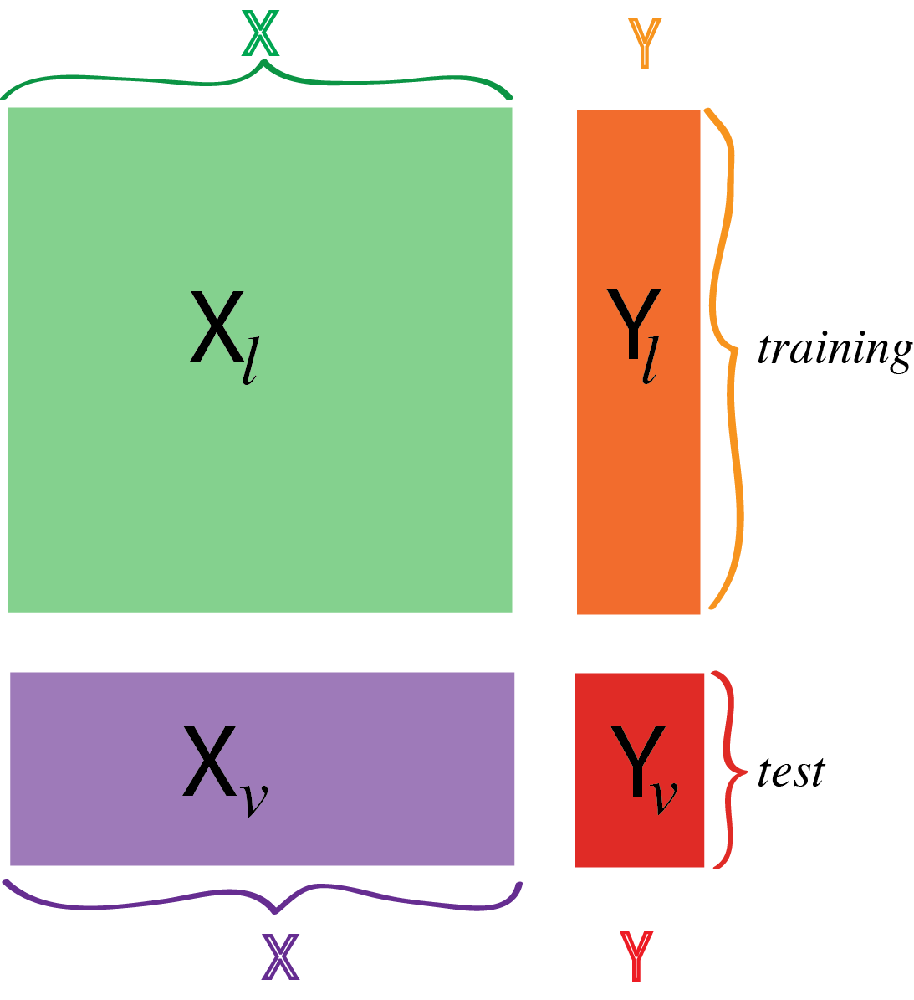 𝕏 𝕐
X_l Y_l training
X_v Y_v test
𝕏 𝕐